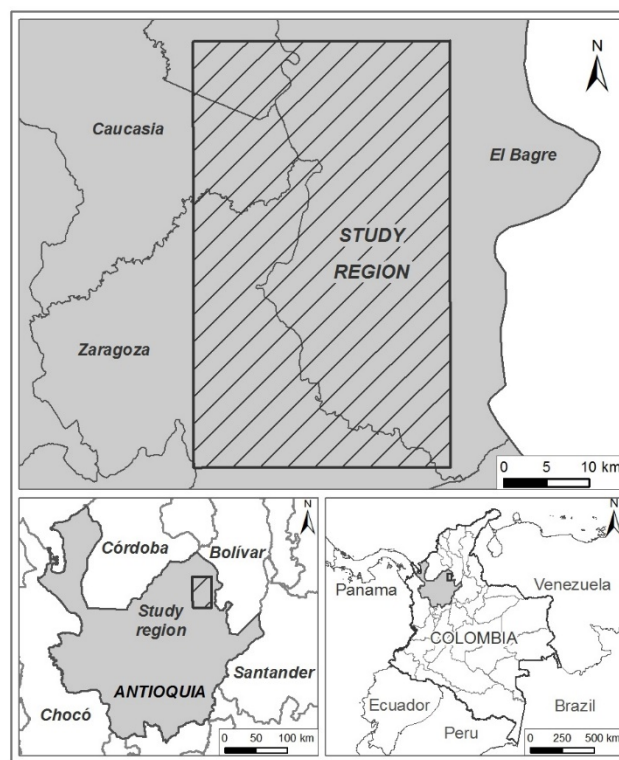 N
Caucasia
El Bagre
STUDY
REGION
Zaragoza
0 5 10 km
N
Córdoba
Bolívar
Study
region
Santander
ANTIOQUIA
Chocó
0 50 100 km
N
Panama
Venezuela
COLOMBIA
Ecuador
Brazil
Peru
0 250 500 km